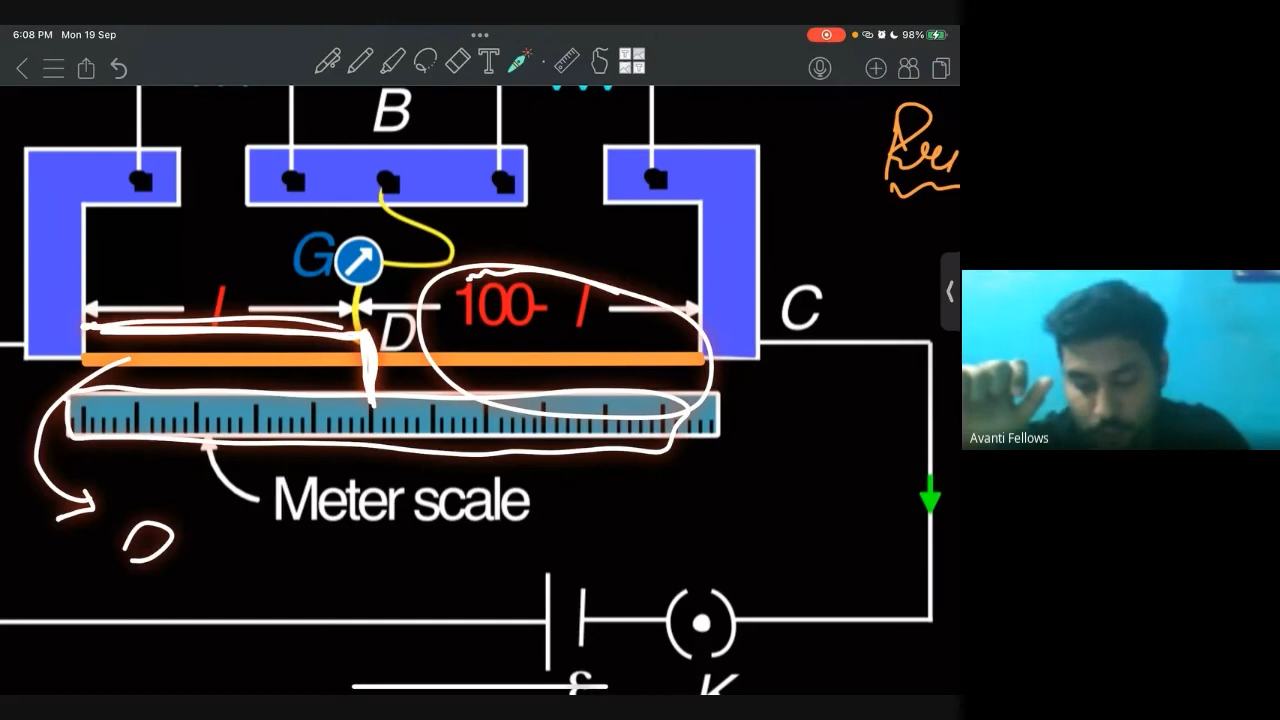 6:08 PM Mon 19 Sep
98%
B
G
l
100- l
D
C
Meter scale
ε
K
Avanti Fellows